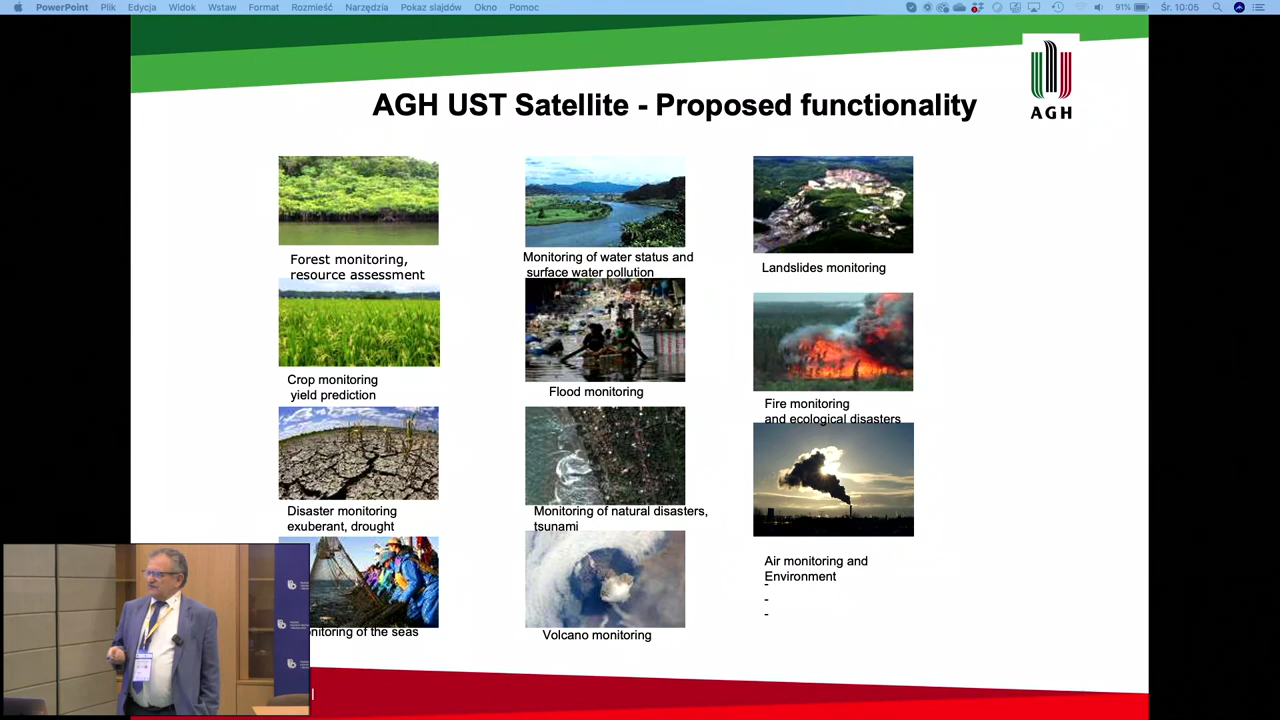 PowerPoint Plik Edycja Widok Wstaw Format Rozmieść Narzędzia Pokaz slajdów Okno Pomoc 91% Śr. 10:05
AGH UST Satellite - Proposed functionality
AGH
Forest monitoring,
resource assessment
Monitoring of water status and
surface water pollution
Landslides monitoring
Crop monitoring
yield prediction
Flood monitoring
Fire monitoring
and ecological disasters
Disaster monitoring
exuberant, drought
Monitoring of natural disasters,
tsunami
Air monitoring and
Environment
-
-
-
onitoring of the seas
Volcano monitoring